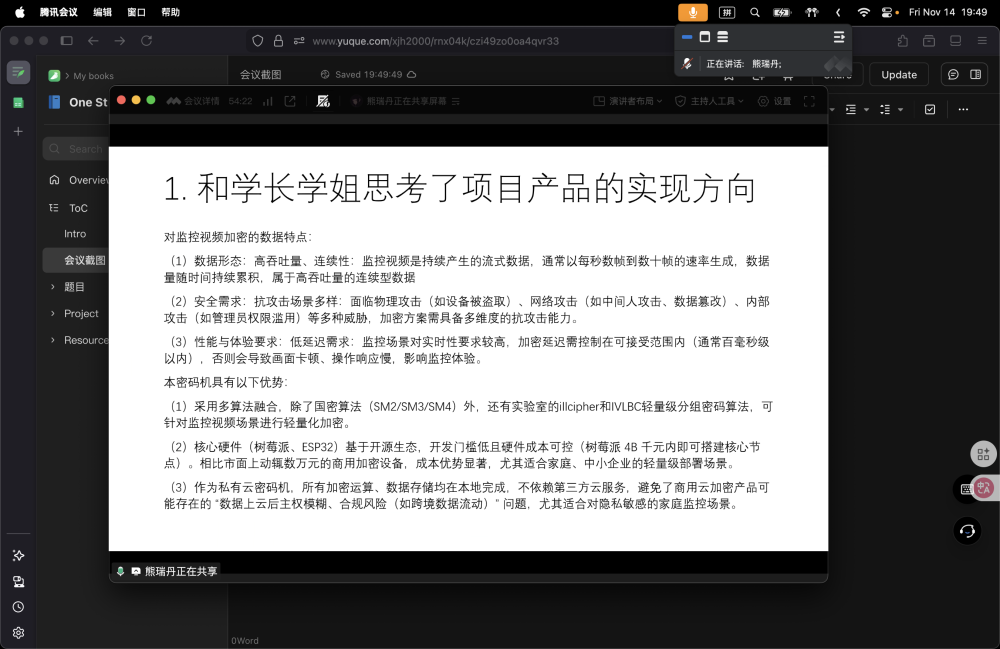 腾讯会议 编辑 窗口 帮助
拼
Fri Nov 14 19:49
www.yuque.com/xjh2000/rnx04k/czi49zo0oa4qvr33
正在讲话: 熊瑞丹;
My books
会议截图
Saved 19:49:49
Share
Update
One St
会议详情 54:22
熊瑞丹正在共享屏幕
演讲者布局
主持人工具
设置
Search
Overview
ToC
Intro
会议截图
题目
Project
Resource
1. 和学长学姐思考了项目产品的实现方向
对监控视频加密的数据特点：
（1）数据形态：高吞吐量、连续性：监控视频是持续产生的流式数据，通常以每秒数帧到数十帧的速率生成，数据
量随时间持续累积，属于高吞吐量的连续型数据
（2）安全需求：抗攻击场景多样：面临物理攻击（如设备被盗取）、网络攻击（如中间人攻击、数据篡改）、内部
攻击（如管理员权限滥用）等多种威胁，加密方案需具备多维度的抗攻击能力。
（3）性能与体验要求：低延迟需求：监控场景对实时性要求较高，加密延迟需控制在可接受范围内（通常百毫秒级
以内），否则会导致画面卡顿、操作响应慢，影响监控体验。
本密码机具有以下优势：
（1）采用多算法融合，除了国密算法（SM2/SM3/SM4）外，还有实验室的illcipher和IVLBC轻量级分组密码算法，可
针对监控视频场景进行轻量化加密。
（2）核心硬件（树莓派、ESP32）基于开源生态，开发门槛低且硬件成本可控（树莓派 4B 千元内即可搭建核心节
点）。相比市面上动辄数万元的商用加密设备，成本优势显著，尤其适合家庭、中小企业的轻量级部署场景。
（3）作为私有云密码机，所有加密运算、数据存储均在本地完成，不依赖第三方云服务，避免了商用云加密产品可
能存在的 “数据上云后主权模糊、合规风险（如跨境数据流动）” 问题，尤其适合对隐私敏感的家庭监控场景。
熊瑞丹正在共享
0Word